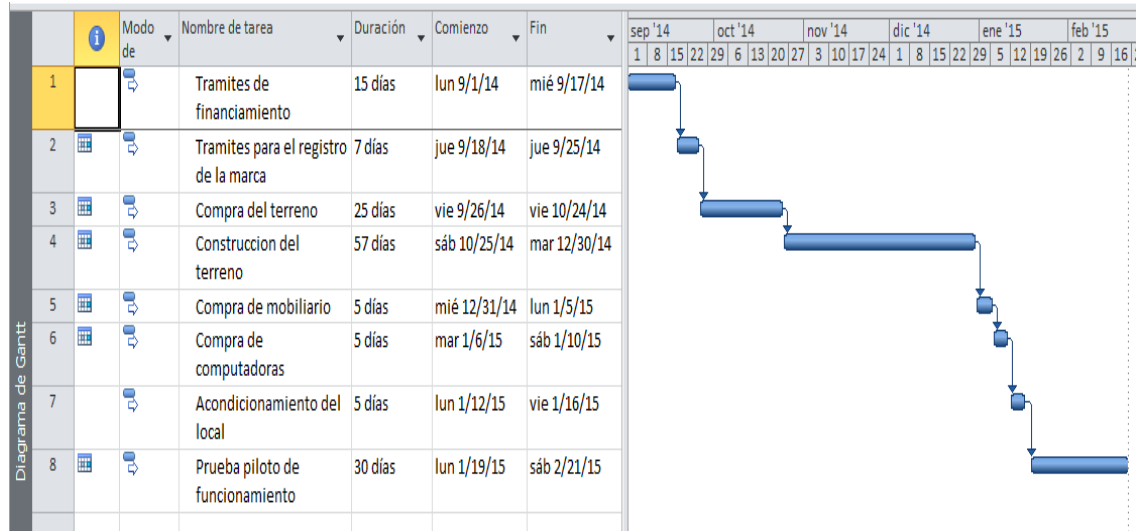 Modo de Nombre de tarea Duración Comienzo Fin
sep '14 oct '14 nov '14 dic '14 ene '15 feb '15
1 8 15 22 29 6 13 20 27 3 10 17 24 1 8 15 22 29 5 12 19 26 2 9 16
1 Tramites de 15 días lun 9/1/14 mié 9/17/14
financiamiento
2 Tramites para el registro 7 días jue 9/18/14 jue 9/25/14
de la marca
3 Compra del terreno 25 días vie 9/26/14 vie 10/24/14
4 Construccion del 57 días sáb 10/25/14 mar 12/30/14
terreno
5 Compra de mobiliario 5 días mié 12/31/14 lun 1/5/15
6 Compra de 5 días mar 1/6/15 sáb 1/10/15
computadoras
7 Acondicionamiento del 5 días lun 1/12/15 vie 1/16/15
local
8 Prueba piloto de 30 días lun 1/19/15 sáb 2/21/15
funcionamiento
Diagrama de Gantt